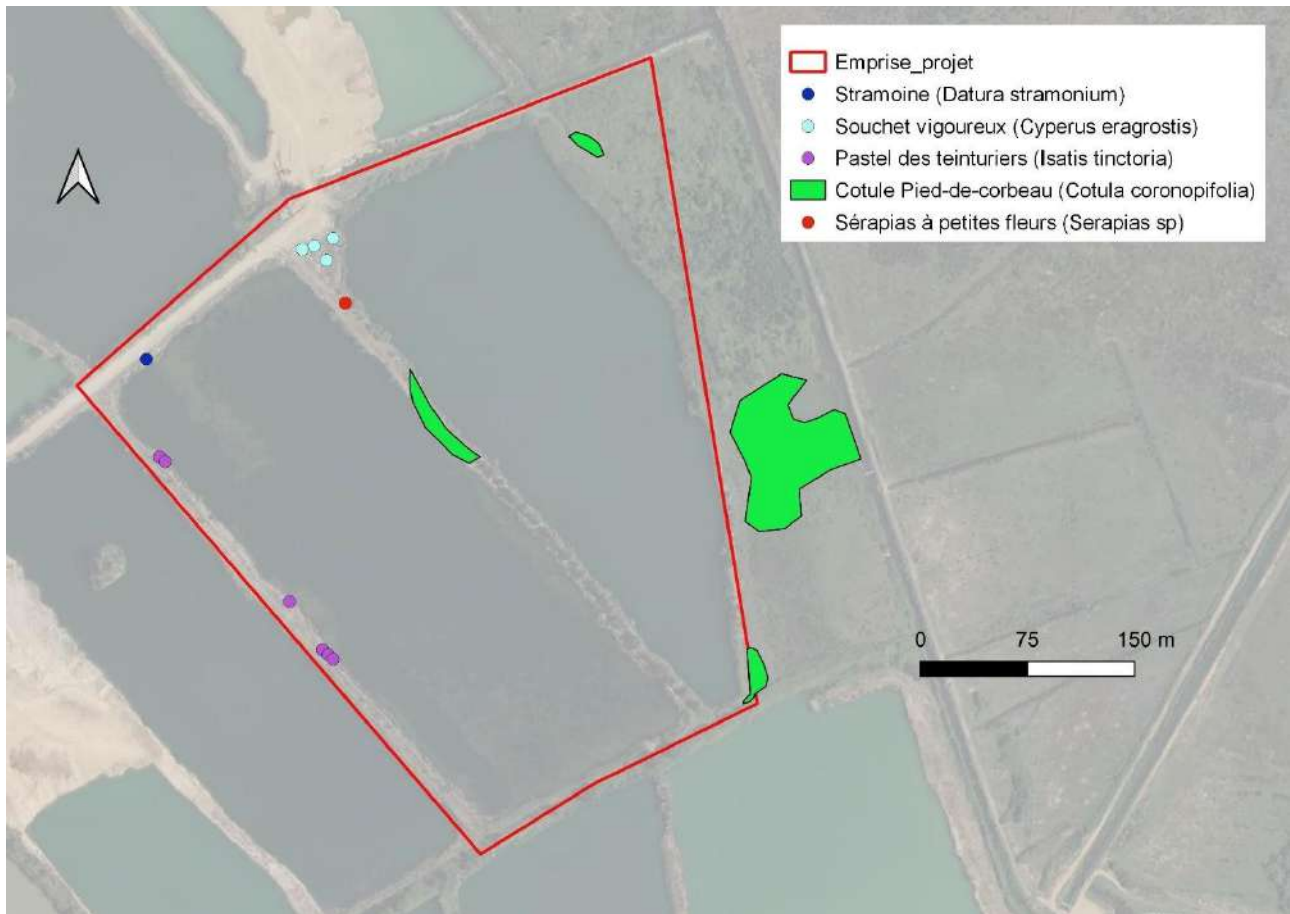 Emprise_projet
Stramoine (Datura stramonium)
Souchet vigoureux (Cyperus eragrostis)
Pastel des teinturiers (Isatis tinctoria)
Cotule Pied-de-corbeau (Cotula coronopifolia)
Sérapias à petites fleurs (Serapias sp)
0 75 150 m